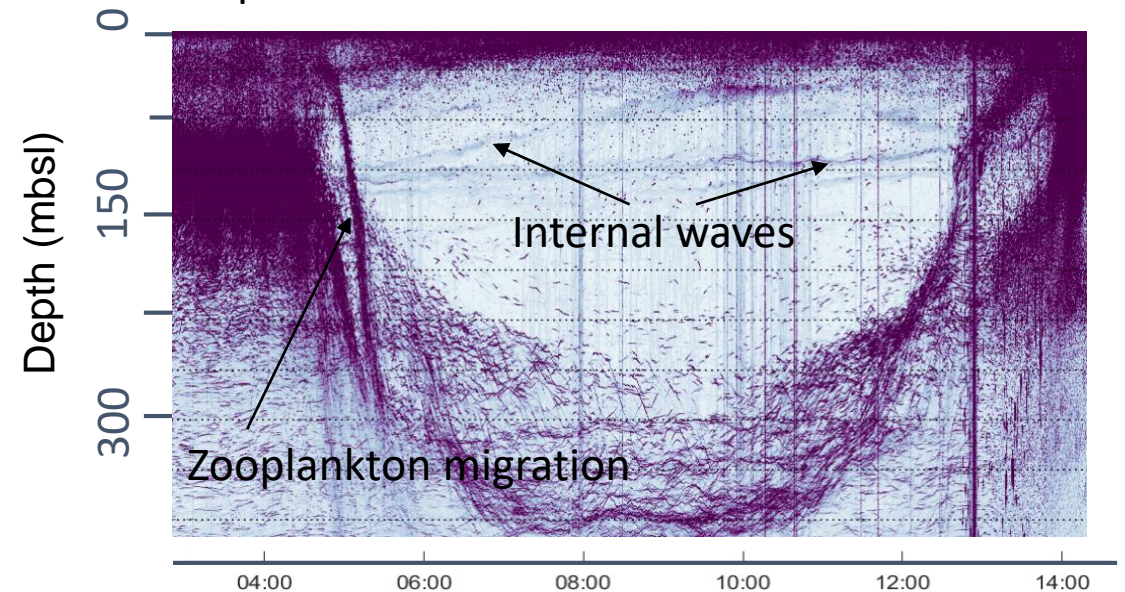 0
150
300
Depth (mbsl)
Internal waves
Zooplankton migration
04:00 06:00 08:00 10:00 12:00 14:00